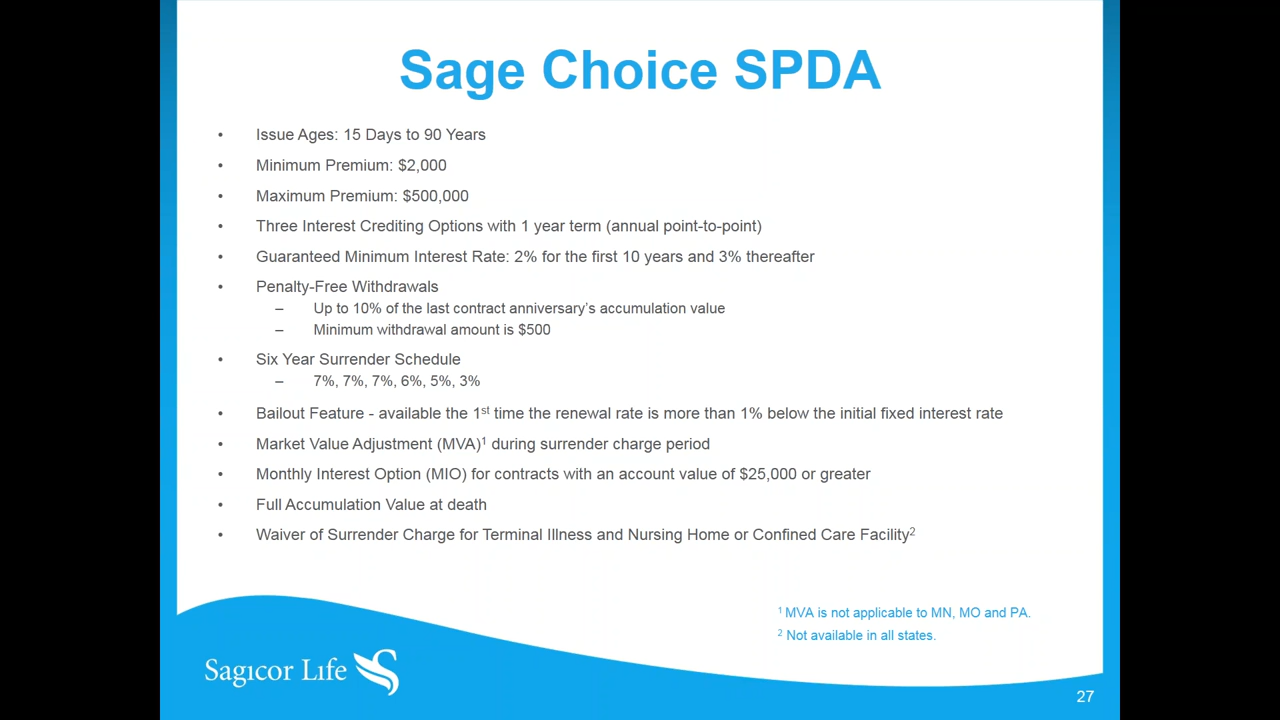 Sage Choice SPDA
• Issue Ages: 15 Days to 90 Years
• Minimum Premium: $2,000
• Maximum Premium: $500,000
• Three Interest Crediting Options with 1 year term (annual point-to-point)
• Guaranteed Minimum Interest Rate: 2% for the first 10 years and 3% thereafter
• Penalty-Free Withdrawals
– Up to 10% of the last contract anniversary’s accumulation value
– Minimum withdrawal amount is $500
• Six Year Surrender Schedule
– 7%, 7%, 7%, 6%, 5%, 3%
• Bailout Feature - available the 1st time the renewal rate is more than 1% below the initial fixed interest rate
• Market Value Adjustment (MVA)1 during surrender charge period
• Monthly Interest Option (MIO) for contracts with an account value of $25,000 or greater
• Full Accumulation Value at death
• Waiver of Surrender Charge for Terminal Illness and Nursing Home or Confined Care Facility2
1 MVA is not applicable to MN, MO and PA.
2 Not available in all states.
Sagicor Life
27